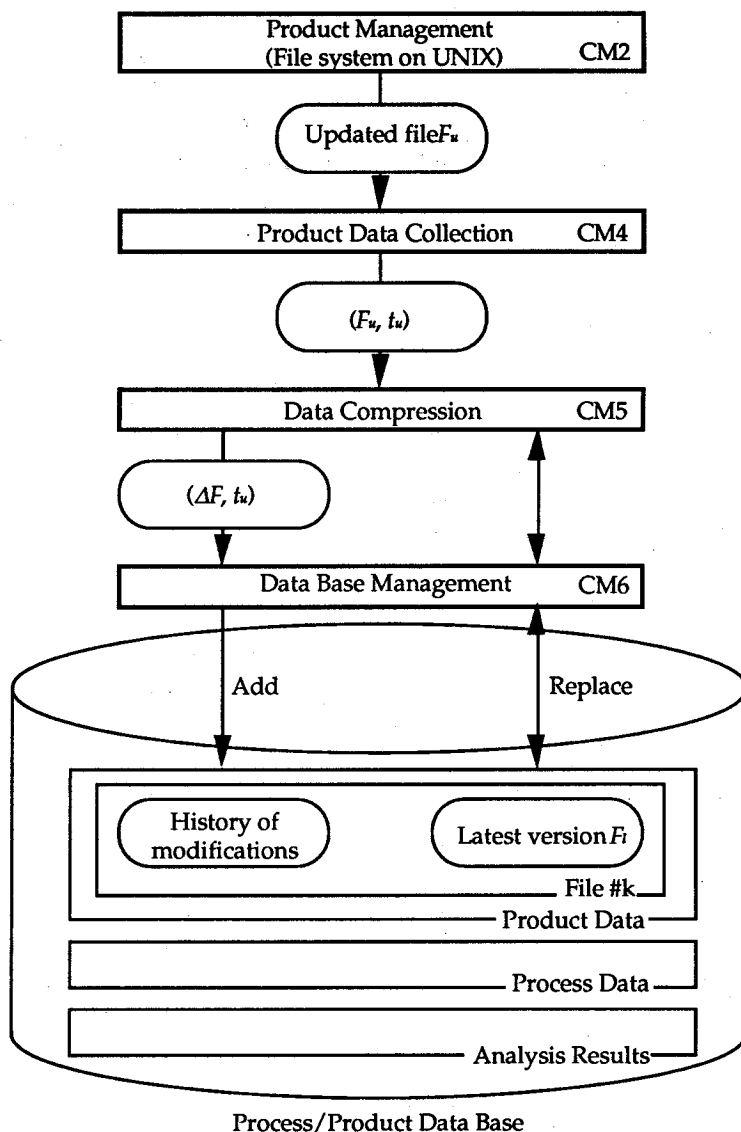 Product Management
(File system on UNIX) CM2
Updated file Fu
Product Data Collection CM4
(Fu, tu)
Data Compression CM5
(ΔF, tu)
Data Base Management CM6
Add Replace
History of
modifications
Latest version Fl
File #k
Product Data
Process Data
Analysis Results
Process/Product Data Base